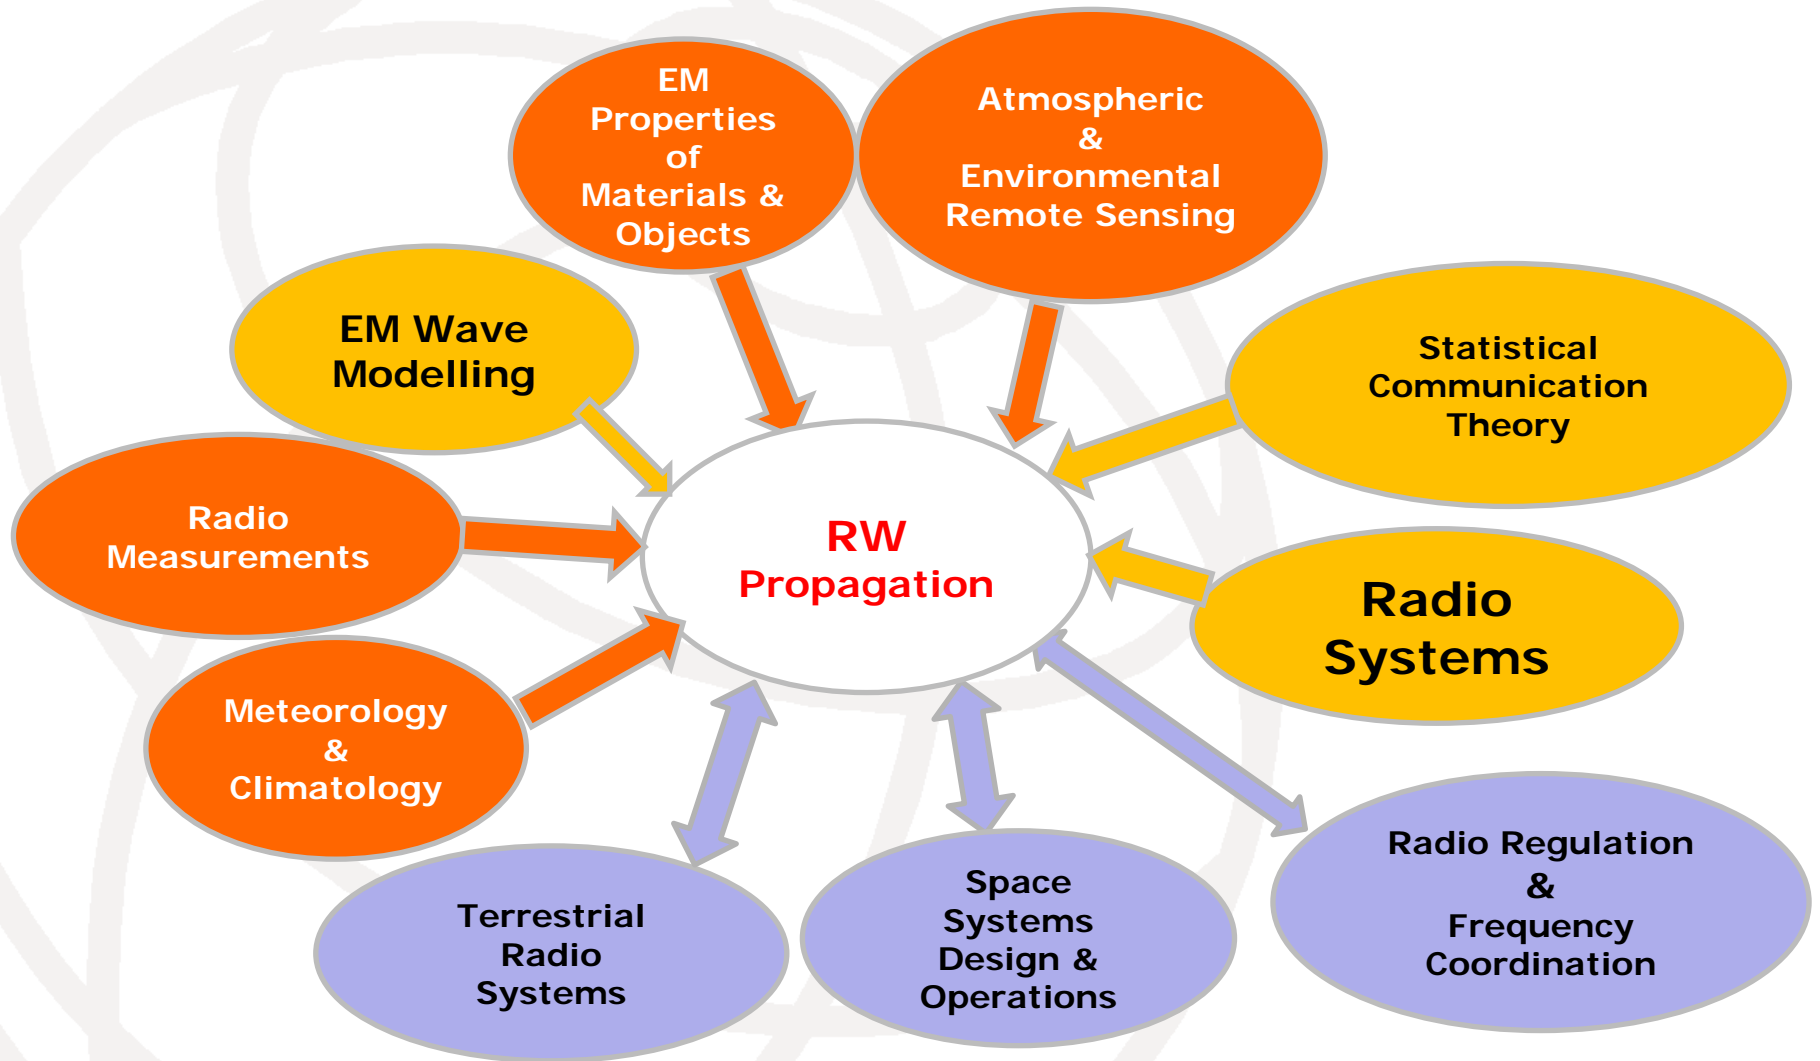 EM
Properties
of
Materials &
Objects
Atmospheric
&
Environmental
Remote Sensing
EM Wave
Modelling
Statistical
Communication
Theory
Radio
Measurements
RW
Propagation
Radio
Systems
Meteorology
&
Climatology
Terrestrial
Radio
Systems
Space
Systems
Design &
Operations
Radio Regulation
&
Frequency
Coordination